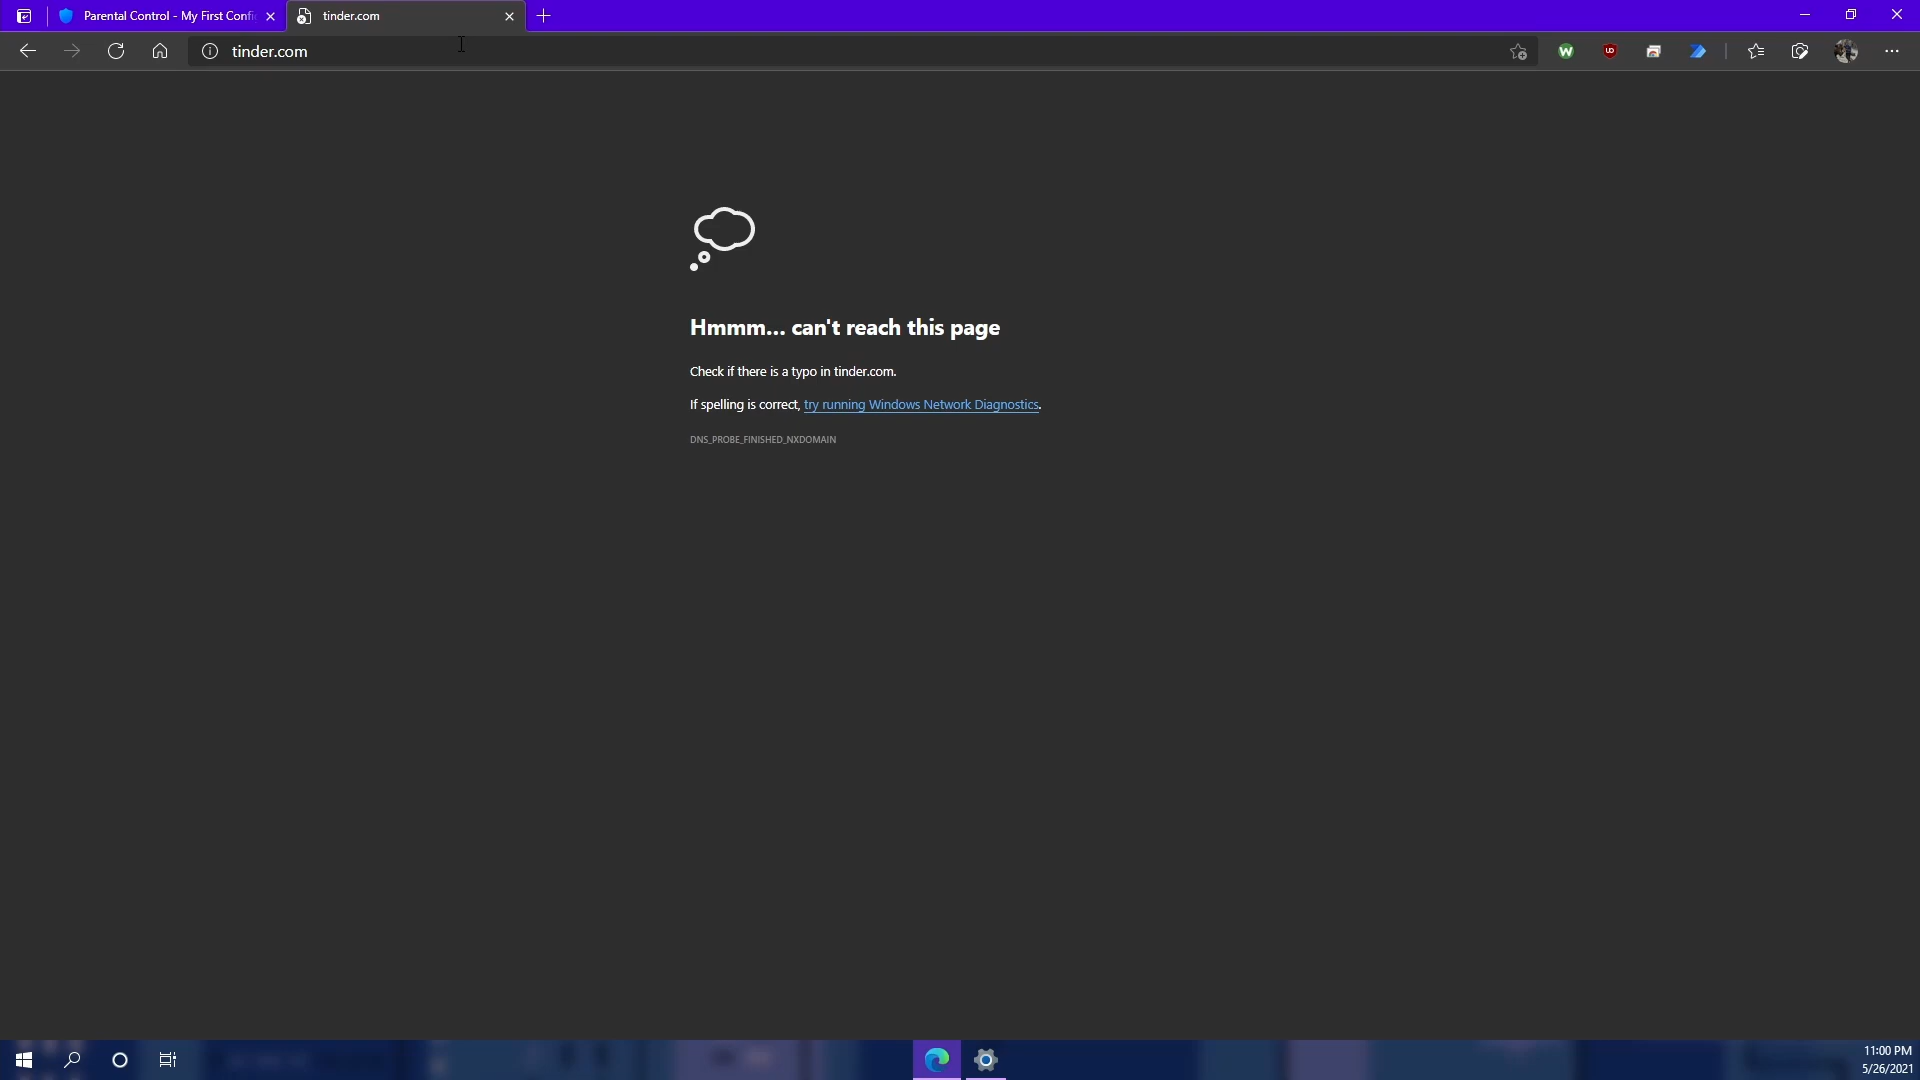 Parental Control - My First Confi
tinder.com
tinder.com
W
UD
Hmmm... can't reach this page
Check if there is a typo in tinder.com.
If spelling is correct, try running Windows Network Diagnostics.
DNS_PROBE_FINISHED_NXDOMAIN
11:00 PM
5/26/2021